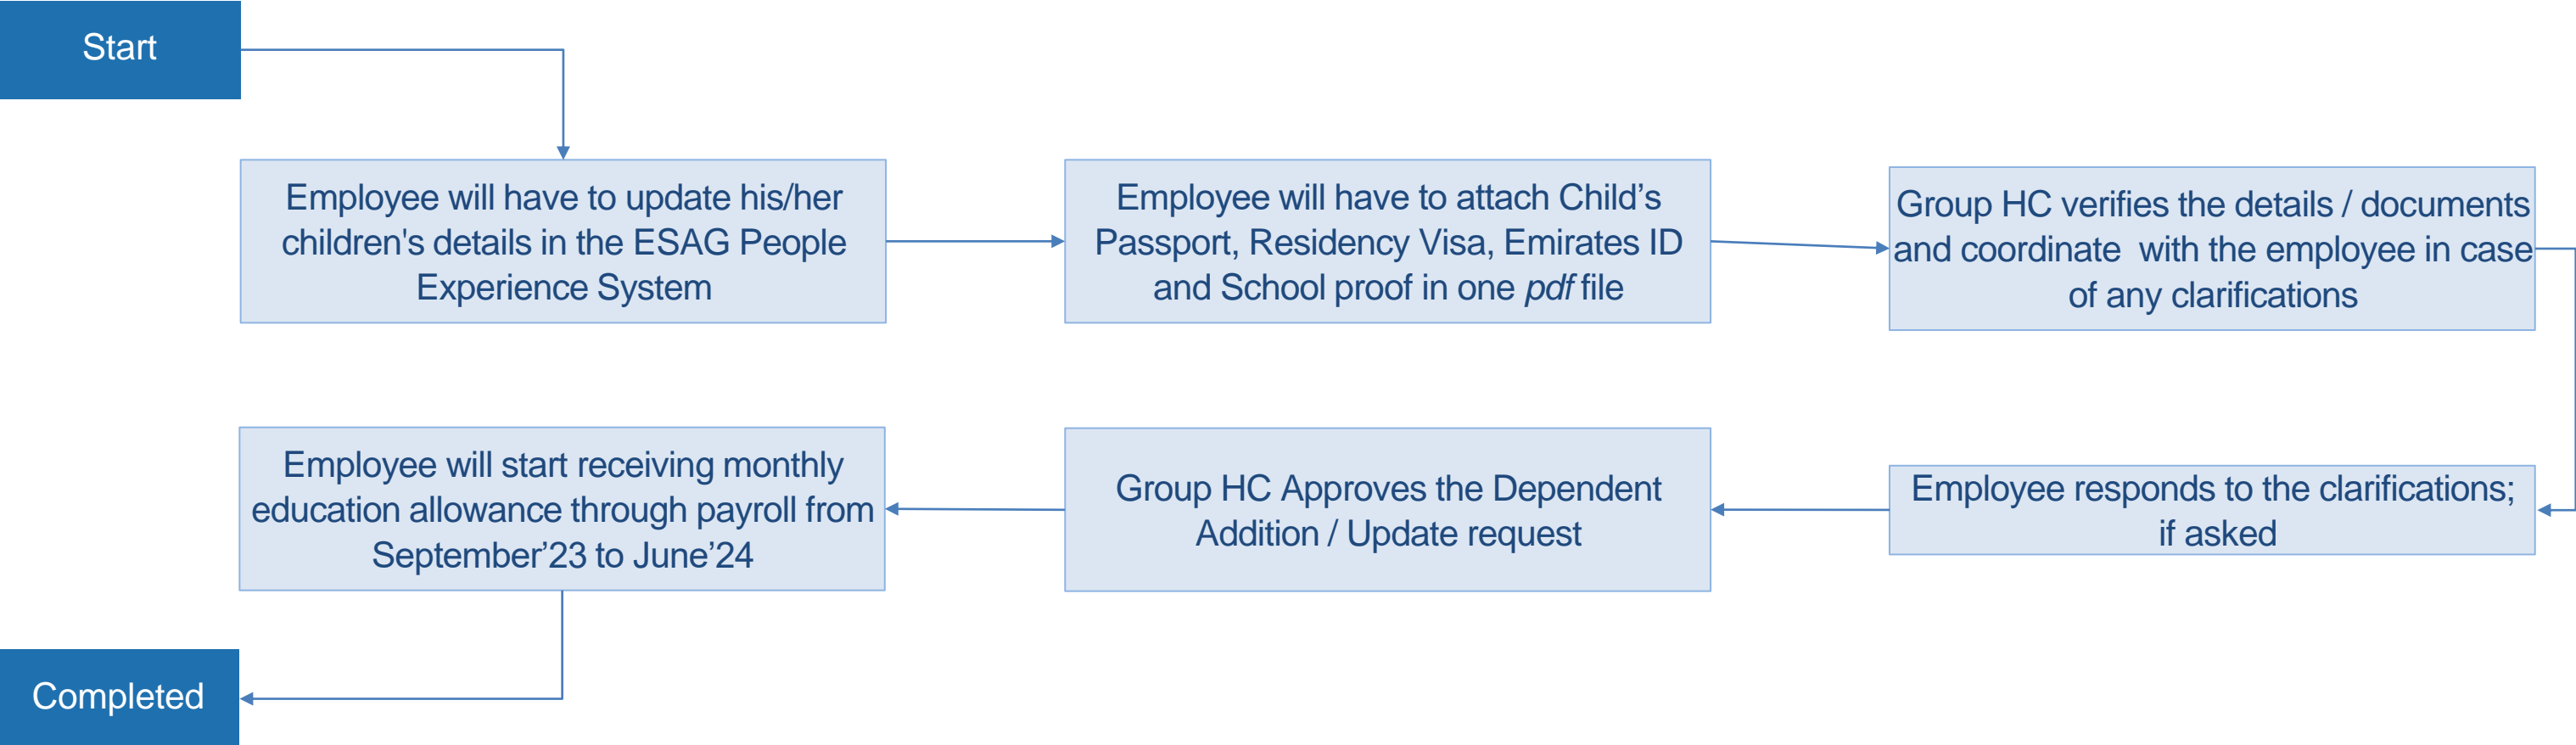 Start
Employee will have to update his/her
children's details in the ESAG People
Experience System
Employee will have to attach Child’s
Passport, Residency Visa, Emirates ID
and School proof in one pdf file
Group HC verifies the details / documents
and coordinate with the employee in case
of any clarifications
Employee responds to the clarifications;
if asked
Group HC Approves the Dependent
Addition / Update request
Employee will start receiving monthly
education allowance through payroll from
September’23 to June’24
Completed